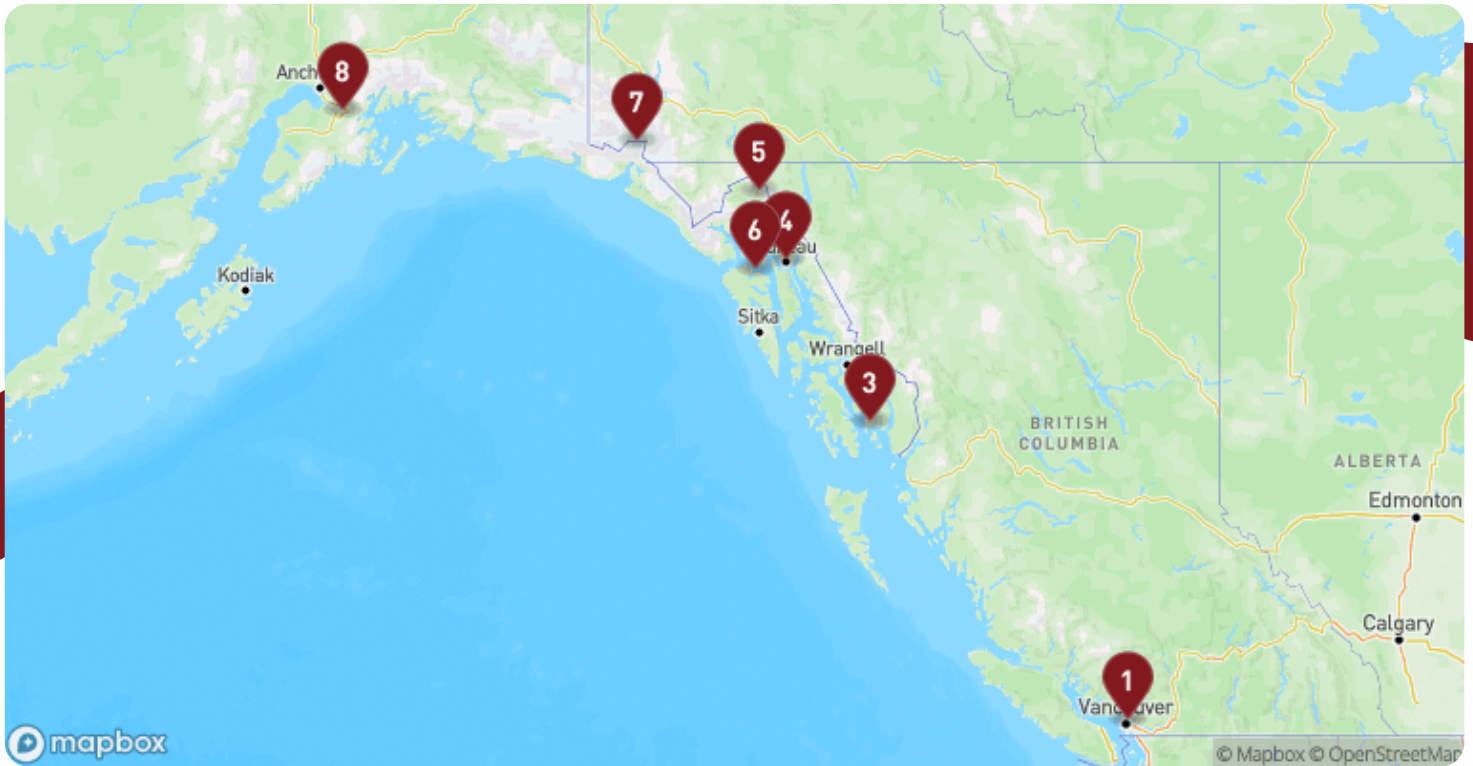 8
Anch
7
5
4
6
au
Kodiak
Sitka
Wrangell
3
BRITISH
COLUMBIA
ALBERTA
Edmonton
Calgary
1
Vancouver
mapbox
© Mapbox © OpenStreetMap